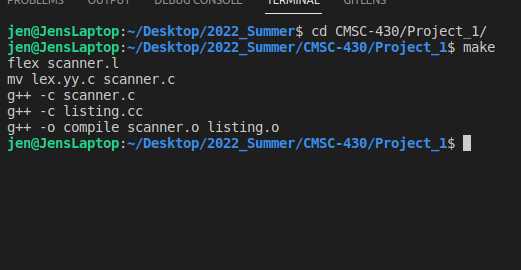 PROBLEMS OUTPUT DEBUG CONSOLE TERMINAL GITLENS
jen@JensLaptop:~/Desktop/2022_Summer$ cd CMSC-430/Project_1/
jen@JensLaptop:~/Desktop/2022_Summer/CMSC-430/Project_1$ make
flex scanner.l
mv lex.yy.c scanner.c
g++ -c scanner.c
g++ -c listing.cc
g++ -o compile scanner.o listing.o
jen@JensLaptop:~/Desktop/2022_Summer/CMSC-430/Project_1$